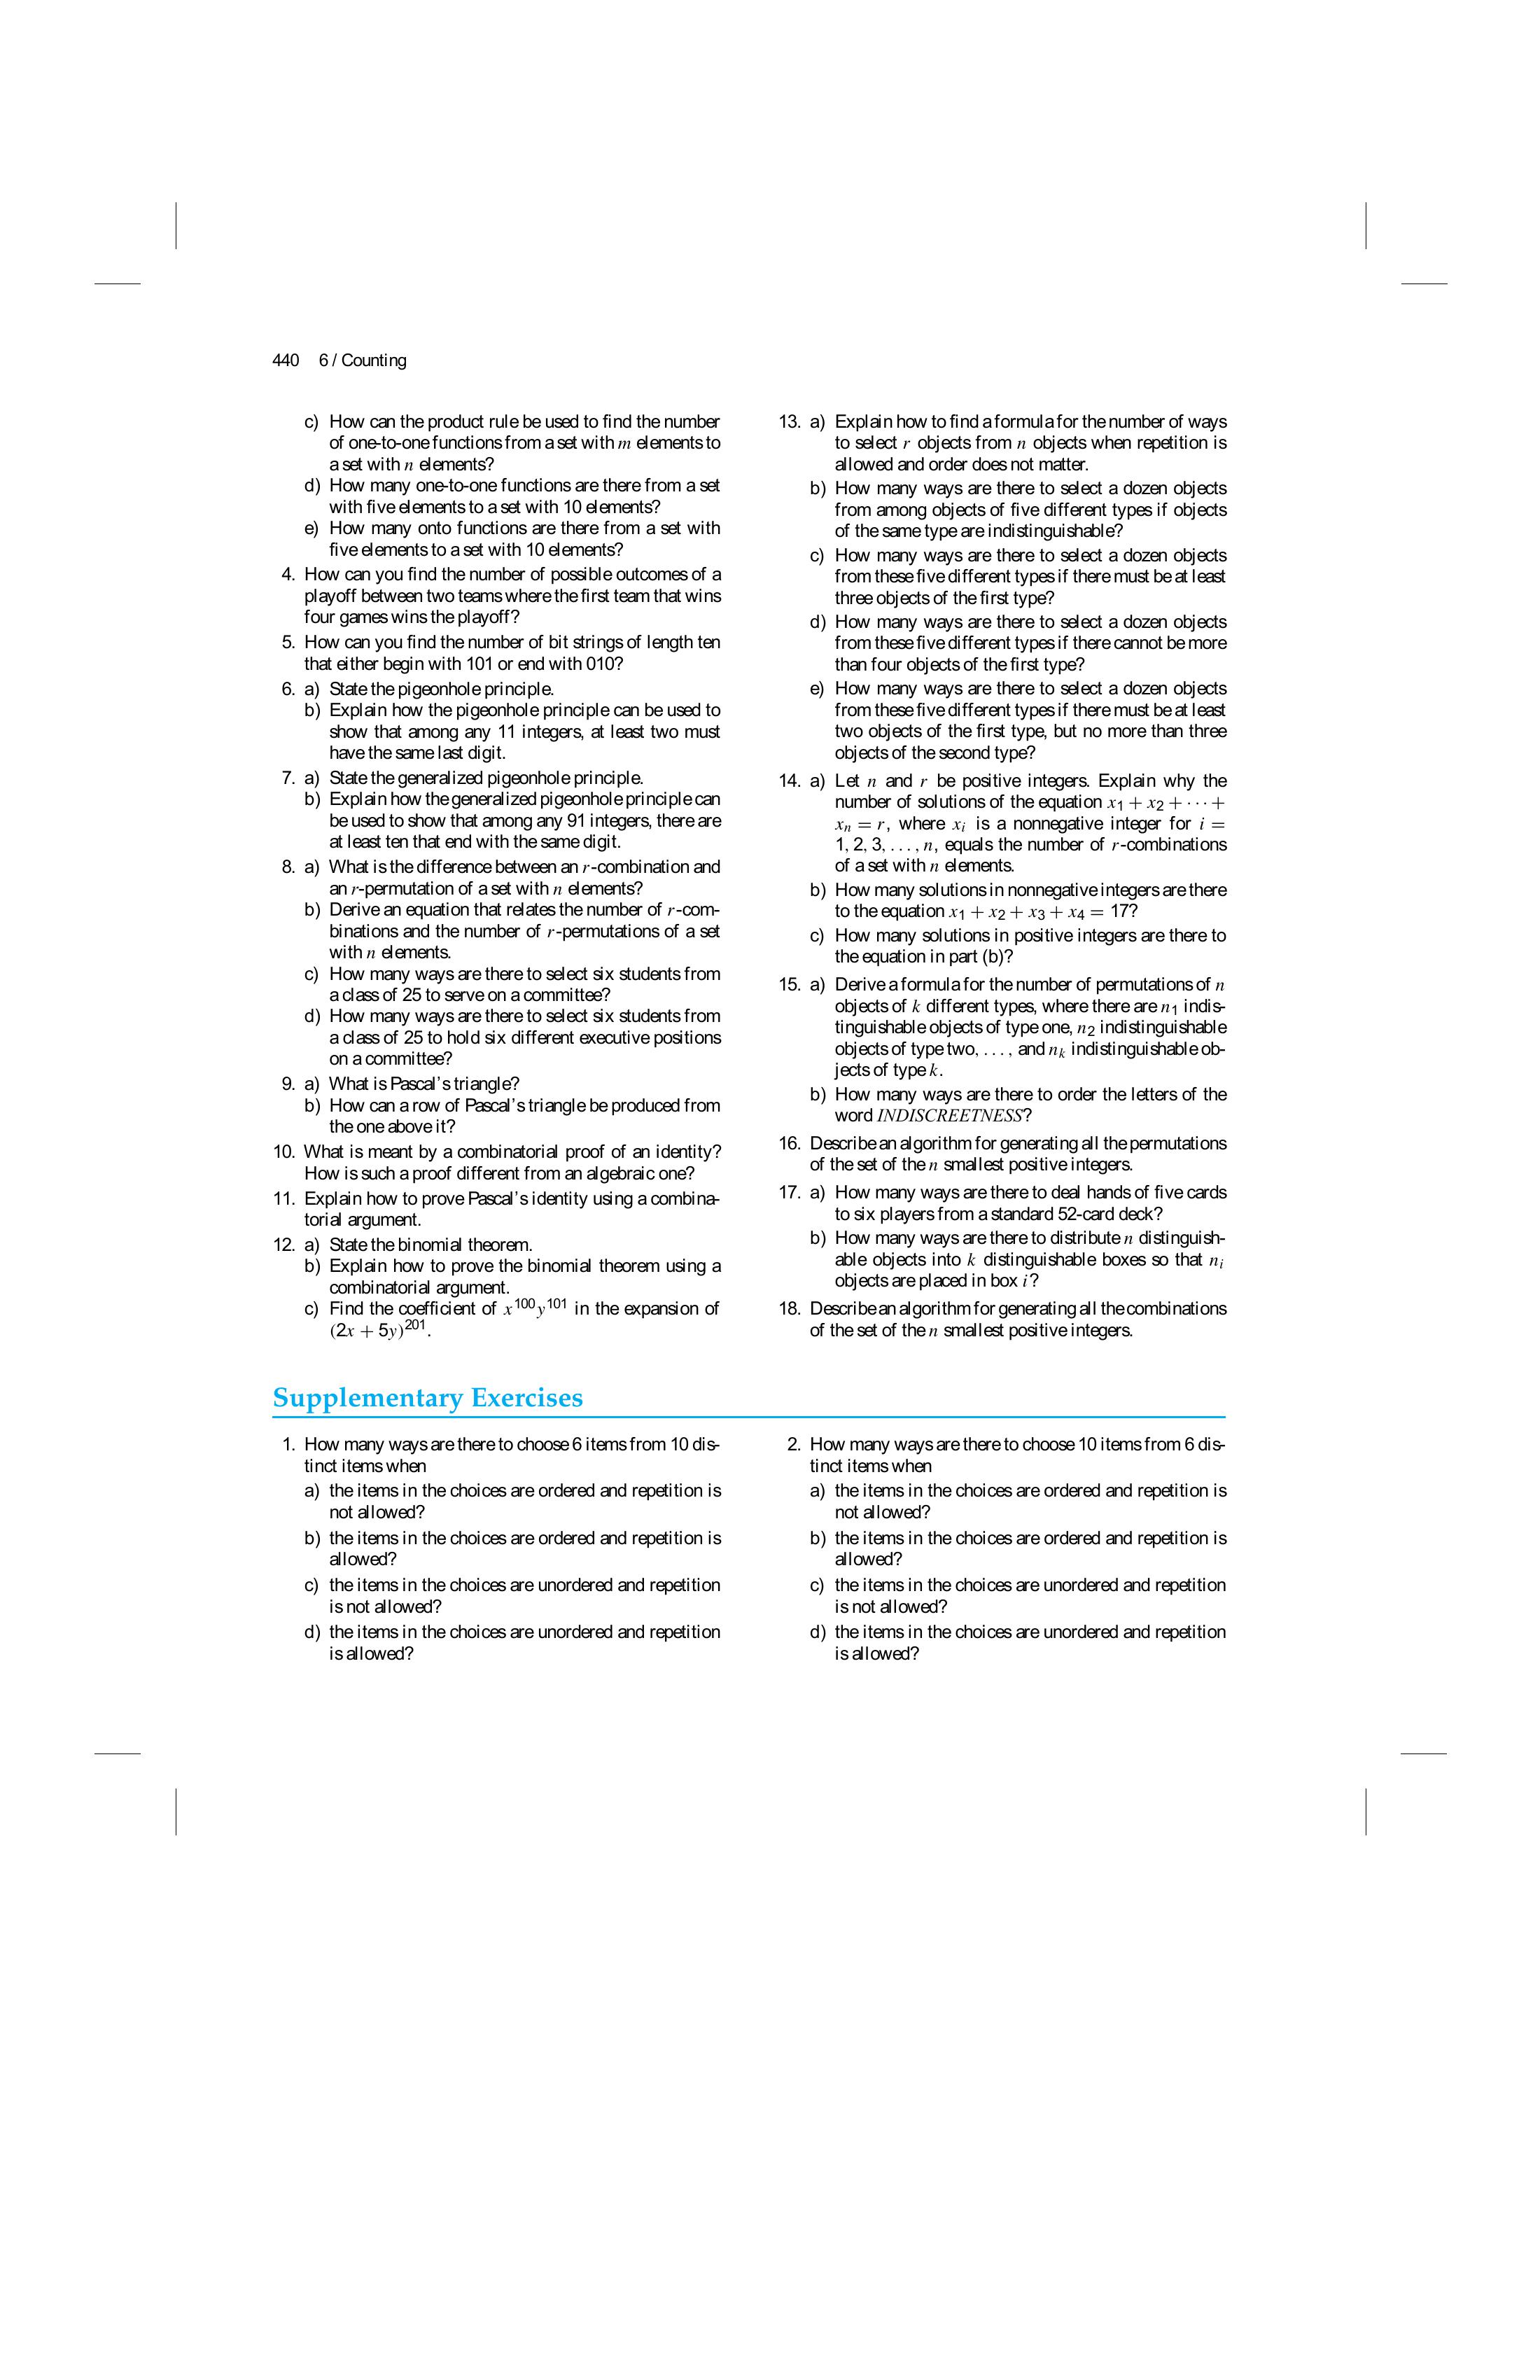 440 6 / Counting
c) How can the product rule be used to find the number
of one-to-one functions from a set with m elements to
a set with n elements?
d) How many one-to-one functions are there from a set
with five elements to a set with 10 elements?
e) How many onto functions are there from a set with
five elements to a set with 10 elements?
4. How can you find the number of possible outcomes of a
playoff between two teams where the first team that wins
four games wins the playoff?
5. How can you find the number of bit strings of length ten
that either begin with 101 or end with 010?
6. a) State the pigeonhole principle.
b) Explain how the pigeonhole principle can be used to
show that among any 11 integers, at least two must
have the same last digit.
7. a) State the generalized pigeonhole principle.
b) Explain how the generalized pigeonhole principle can
be used to show that among any 91 integers, there are
at least ten that end with the same digit.
8. a) What is the difference between an r-combination and
an r-permutation of a set with n elements?
b) Derive an equation that relates the number of r-com-
binations and the number of r-permutations of a set
with n elements.
c) How many ways are there to select six students from
a class of 25 to serve on a committee?
d) How many ways are there to select six students from
a class of 25 to hold six different executive positions
on a committee?
9. a) What is Pascal's triangle?
b) How can a row of Pascal's triangle be produced from
the one above it?
10. What is meant by a combinatorial proof of an identity?
How is such a proof different from an algebraic one?
11. Explain how to prove Pascal's identity using a combina-
torial argument.
12. a) State the binomial theorem.
b) Explain how to prove the binomial theorem using a
combinatorial argument.
c) Find the coefficient of x^100 y^101 in the expansion of
(2x + 5y)^201.
13. a) Explain how to find a formula for the number of ways
to select r objects from n objects when repetition is
allowed and order does not matter.
b) How many ways are there to select a dozen objects
from among objects of five different types if objects
of the same type are indistinguishable?
c) How many ways are there to select a dozen objects
from these five different types if there must be at least
three objects of the first type?
d) How many ways are there to select a dozen objects
from these five different types if there cannot be more
than four objects of the first type?
e) How many ways are there to select a dozen objects
from these five different types if there must be at least
two objects of the first type, but no more than three
objects of the second type?
14. a) Let n and r be positive integers. Explain why the
number of solutions of the equation x₁ + x₂ + ··· +
xₙ = r, where xᵢ is a nonnegative integer for i =
1, 2, 3, . . . , n, equals the number of r-combinations
of a set with n elements.
b) How many solutions in nonnegative integers are there
to the equation x₁ + x₂ + x₃ + x₄ = 17?
c) How many solutions in positive integers are there to
the equation in part (b)?
15. a) Derive a formula for the number of permutations of n
objects of k different types, where there are n₁ indis-
tinguishable objects of type one, n₂ indistinguishable
objects of type two, . . . , and nₖ indistinguishable ob-
jects of type k.
b) How many ways are there to order the letters of the
word INDISCREETNESS?
16. Describe an algorithm for generating all the permutations
of the set of the n smallest positive integers.
17. a) How many ways are there to deal hands of five cards
to six players from a standard 52-card deck?
b) How many ways are there to distribute n distinguish-
able objects into k distinguishable boxes so that nᵢ
objects are placed in box i?
18. Describe an algorithm for generating all the combinations
of the set of the n smallest positive integers.
Supplementary Exercises
1. How many ways are there to choose 6 items from 10 dis-
tinct items when
a) the items in the choices are ordered and repetition is
not allowed?
b) the items in the choices are ordered and repetition is
allowed?
c) the items in the choices are unordered and repetition
is not allowed?
d) the items in the choices are unordered and repetition
is allowed?
2. How many ways are there to choose 10 items from 6 dis-
tinct items when
a) the items in the choices are ordered and repetition is
not allowed?
b) the items in the choices are ordered and repetition is
allowed?
c) the items in the choices are unordered and repetition
is not allowed?
d) the items in the choices are unordered and repetition
is allowed?